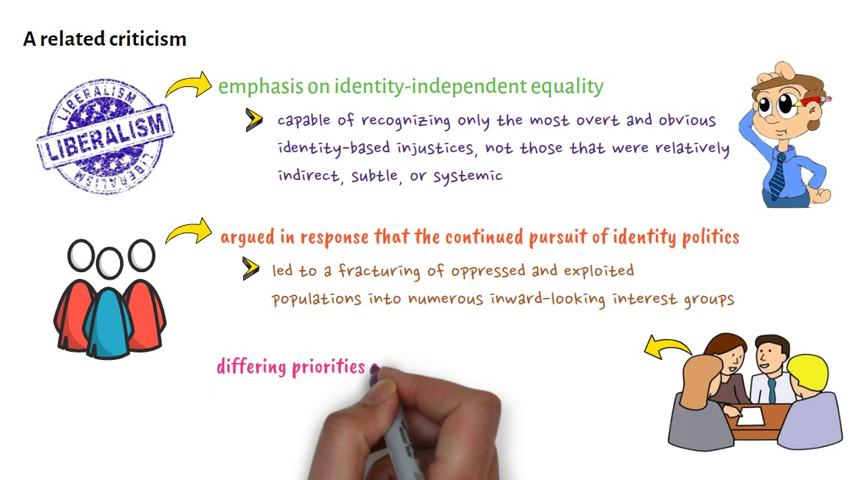 A related criticism
LIBERALISM
LIBERALISM
LIBERALISM
emphasis on identity-independent equality
capable of recognizing only the most overt and obvious
identity-based injustices, not those that were relatively
indirect, subtle, or systemic
argued in response that the continued pursuit of identity politics
led to a fracturing of oppressed and exploited
populations into numerous inward-looking interest groups
differing priorities